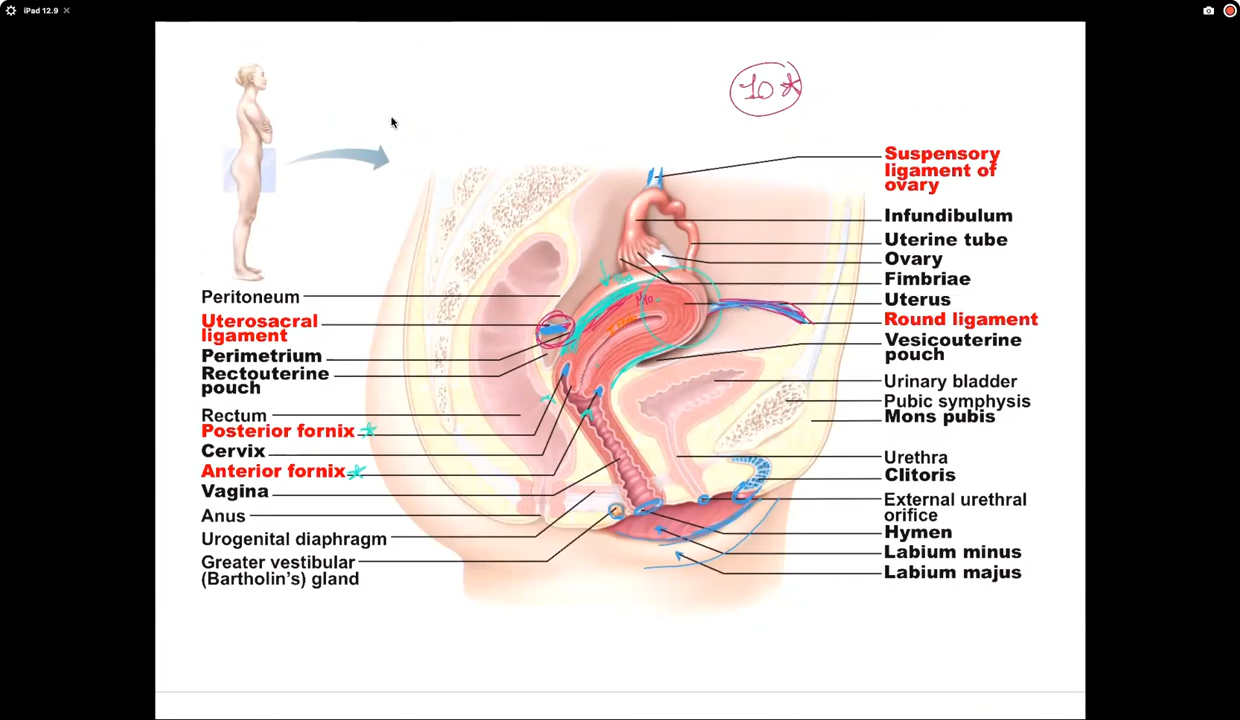 iPad 12.9
10*
Suspensory
ligament of
ovary
Infundibulum
Uterine tube
Ovary
Fimbriae
Uterus
Round ligament
Vesicouterine
pouch
Urinary bladder
Pubic symphysis
Mons pubis
Urethra
Clitoris
External urethral
orifice
Hymen
Labium minus
Labium majus
Peritoneum
Uterosacral
ligament
Perimetrium
Rectouterine
pouch
Rectum
Posterior fornix
Cervix
Anterior fornix
Vagina
Anus
Urogenital diaphragm
Greater vestibular
(Bartholin's) gland